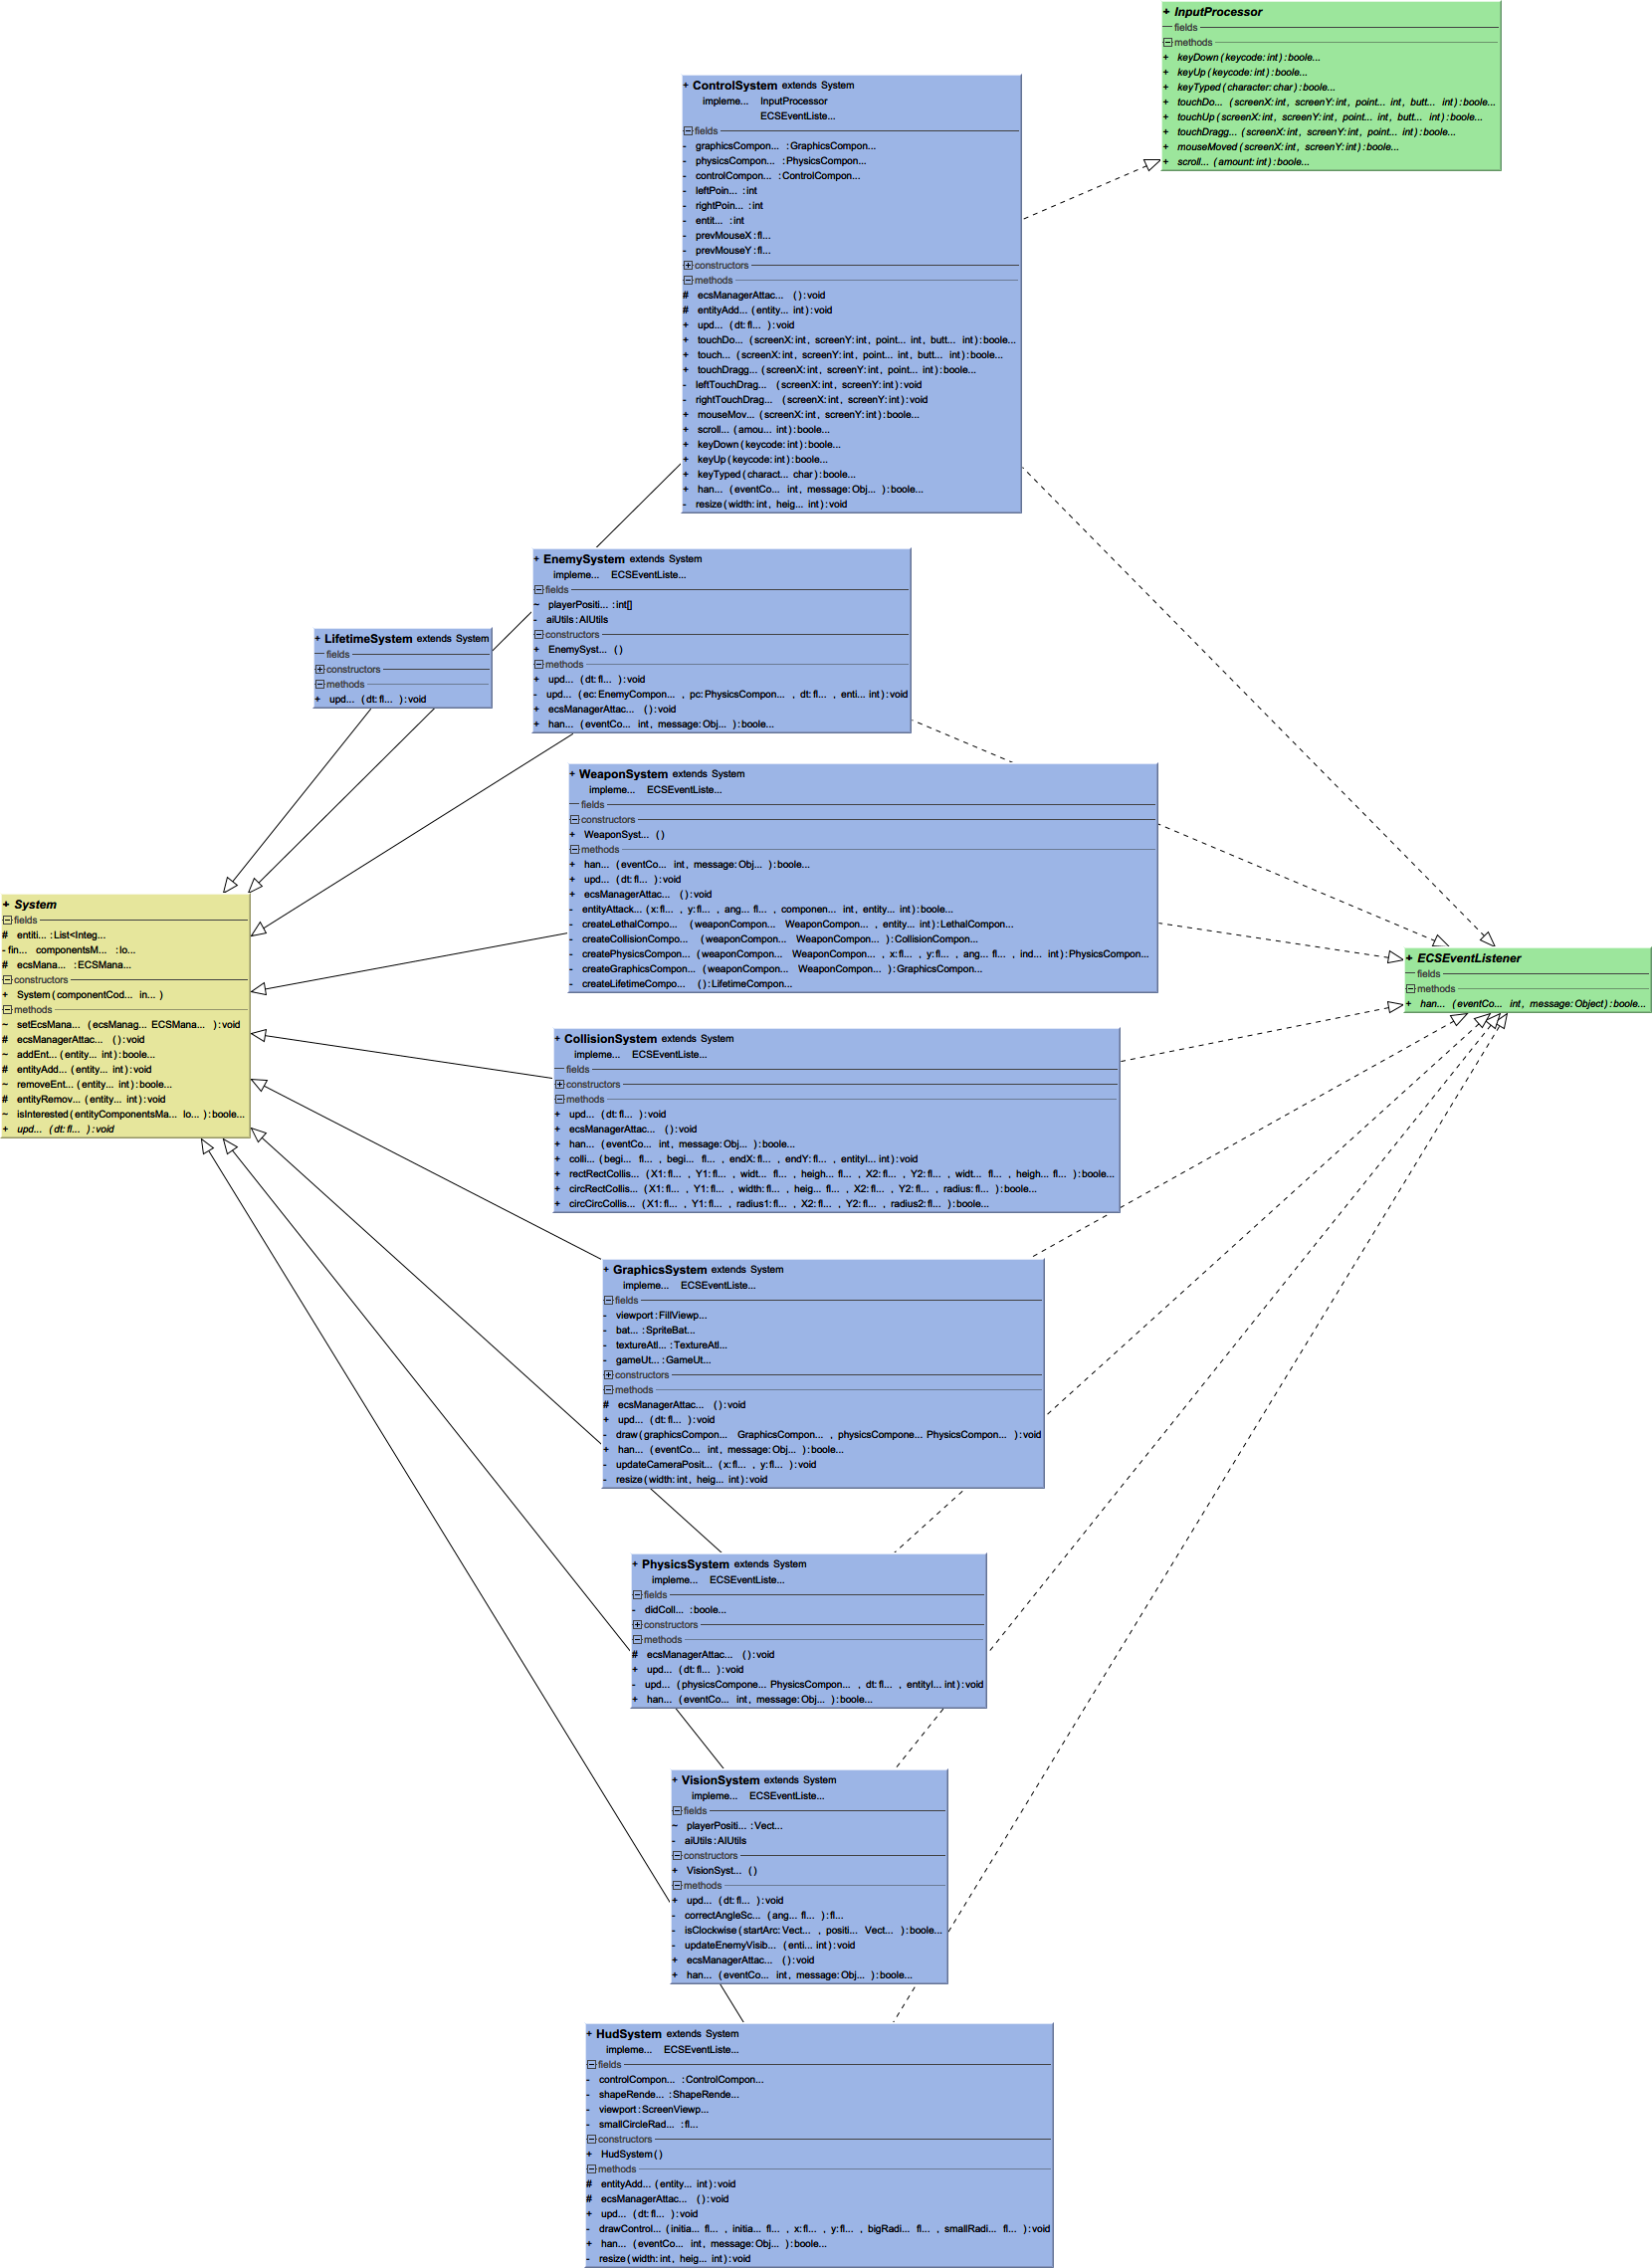 + InputProcessor
fields
methods
+ keyDown(keycode:int):boole...
+ keyUp(keycode:int):boole...
+ keyTyped(character:char):boole...
+ touchDo... (screenX:int, screenY:int, point... int, butt... int):boole...
+ touchUp(screenX:int, screenY:int, point... int, butt... int):boole...
+ touchDragg... (screenX:int, screenY:int, point... int):boole...
+ mouseMoved(screenX:int, screenY:int):boole...
+ scroll... (amount:int):boole...
+ ControlSystem extends System
impleme... InputProcessor
ECSEventListe...
fields
- graphicsCompon... :GraphicsCompon...
- physicsCompon... :PhysicsCompon...
- controlCompon... :ControlCompon...
- leftPoin... :int
- rightPoin... :int
- entit... :int
- prevMouseX:fl...
- prevMouseY:fl...
constructors
methods
# ecsManagerAttac... ():void
# entityAdd... (entity... int):void
+ upd... (dt:fl... ):void
+ touchDo... (screenX:int, screenY:int, point... int, butt... int):boole...
+ touch... (screenX:int, screenY:int, point... int, butt... int):boole...
+ touchDragg... (screenX:int, screenY:int, point... int):boole...
- leftTouchDrag... (screenX:int, screenY:int):void
- rightTouchDrag... (screenX:int, screenY:int):void
+ mouseMov... (screenX:int, screenY:int):boole...
+ scroll... (amou... int):boole...
+ keyDown(keycode:int):boole...
+ keyUp(keycode:int):boole...
+ keyTyped(charact... char):boole...
+ han... (eventCo... int, message:Obj... ):boole...
- resize(width:int, heig... int):void
+ EnemySystem extends System
impleme... ECSEventListe...
fields
~ playerPositi... :int[]
- aiUtils:AIUtils
constructors
+ EnemySyst... ()
methods
+ upd... (dt:fl... ):void
- upd... (ec:EnemyCompon... , pc:PhysicsCompon... , dt:fl... , enti... int):void
+ ecsManagerAttac... ():void
+ han... (eventCo... int, message:Obj... ):boole...
+ LifetimeSystem extends System
fields
constructors
methods
+ upd... (dt:fl... ):void
+ WeaponSystem extends System
impleme... ECSEventListe...
fields
constructors
+ WeaponSyst... ()
methods
+ han... (eventCo... int, message:Obj... ):boole...
+ upd... (dt:fl... ):void
+ ecsManagerAttac... ():void
- entityAttack... (x:fl... , y:fl... , ang... fl... , componen... int, entity... int):boole...
- createLethalCompo... (weaponCompon... WeaponCompon... , entity... int):LethalCompon...
- createCollisionCompo... (weaponCompon... WeaponCompon... ):CollisionCompon...
- createPhysicsCompon... (weaponCompon... WeaponCompon... , x:fl... , y:fl... , ang... fl... , ind... int):PhysicsCompon...
- createGraphicsCompon... (weaponCompon... WeaponCompon... ):GraphicsCompon...
- createLifetimeCompo... ():LifetimeCompon...
+ System
fields
# entiti... :List<Integ...
- fin... componentsM... :lo...
# ecsMana... :ECSMana...
constructors
+ System(componentCod... in... )
methods
~ setEcsMana... (ecsManag... ECSMana... ):void
# ecsManagerAttac... ():void
~ addEnt... (entity... int):boole...
# entityAdd... (entity... int):void
~ removeEnt... (entity... int):boole...
# entityRemov... (entity... int):void
~ isInterested(entityComponentsMa... lo... ):boole...
+ upd... (dt:fl... ):void
+ ECSEventListener
fields
methods
+ han... (eventCo... int, message:Object):boole...
+ CollisionSystem extends System
impleme... ECSEventListe...
fields
constructors
methods
+ upd... (dt:fl... ):void
+ ecsManagerAttac... ():void
+ han... (eventCo... int, message:Obj... ):boole...
+ colli... (begi... fl... , begi... fl... , endX:fl... , endY:fl... , entityI... int):void
+ rectRectCollis... (X1:fl... , Y1:fl... , widt... fl... , heigh... fl... , X2:fl... , Y2:fl... , widt... fl... , heigh... fl... ):boole...
+ circRectCollis... (X1:fl... , Y1:fl... , width:fl... , heig... fl... , X2:fl... , Y2:fl... , radius:fl... ):boole...
+ circCircCollis... (X1:fl... , Y1:fl... , radius1:fl... , X2:fl... , Y2:fl... , radius2:fl... ):boole...
+ GraphicsSystem extends System
impleme... ECSEventListe...
fields
- viewport:FillViewp...
- bat... :SpriteBat...
- textureAtl... :TextureAtl...
- gameUt... :GameUt...
constructors
methods
# ecsManagerAttac... ():void
+ upd... (dt:fl... ):void
- draw(graphicsCompon... GraphicsCompon... , physicsCompone... PhysicsCompon... ):void
+ han... (eventCo... int, message:Obj... ):boole...
- updateCameraPosit... (x:fl... , y:fl... ):void
- resize(width:int, heig... int):void
+ PhysicsSystem extends System
impleme... ECSEventListe...
fields
- didColl... :boole...
constructors
methods
# ecsManagerAttac... ():void
+ upd... (dt:fl... ):void
- upd... (physicsCompone... PhysicsCompon... , dt:fl... , entityI... int):void
+ han... (eventCo... int, message:Obj... ):boole...
+ VisionSystem extends System
impleme... ECSEventListe...
fields
~ playerPositi... :Vect...
- aiUtils:AIUtils
constructors
+ VisionSyst... ()
methods
+ upd... (dt:fl... ):void
- correctAngleSc... (ang... fl... ):fl...
- isClockwise(startArc:Vect... , positi... Vect... ):boole...
- updateEnemyVisib... (enti... int):void
+ ecsManagerAttac... ():void
+ han... (eventCo... int, message:Obj... ):boole...
+ HudSystem extends System
impleme... ECSEventListe...
fields
- controlCompon... :ControlCompon...
- shapeRende... :ShapeRende...
- viewport:ScreenViewp...
- smallCircleRad... :fl...
constructors
+ HudSystem()
methods
# entityAdd... (entity... int):void
# ecsManagerAttac... ():void
+ upd... (dt:fl... ):void
- drawControl... (initia... fl... , initia... fl... , x:fl... , y:fl... , bigRadi... fl... , smallRadi... fl... ):void
+ han... (eventCo... int, message:Obj... ):boole...
- resize(width:int, heig... int):void